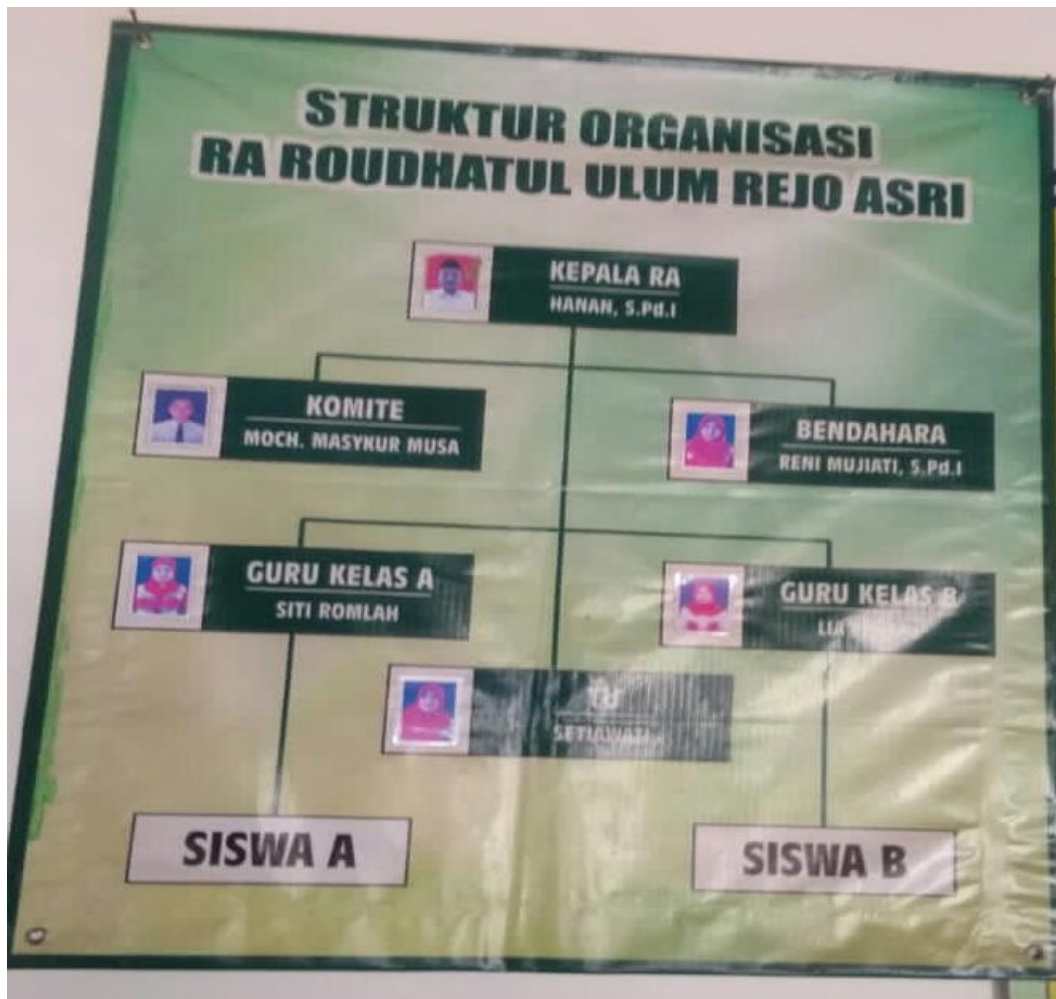 STRUKTUR ORGANISASI
RA ROUDHATUL ULUM REJO ASRI
KEPALA RA
HANAN, S.Pd.I
KOMITE
MOCH. MASYKUR MUSA
BENDAHARA
RENI MUJIATI, S.Pd.I
GURU KELAS A
SITI ROMLAH
GURU KELAS B
LIA
TU
SETIAWATI
SISWA A
SISWA B